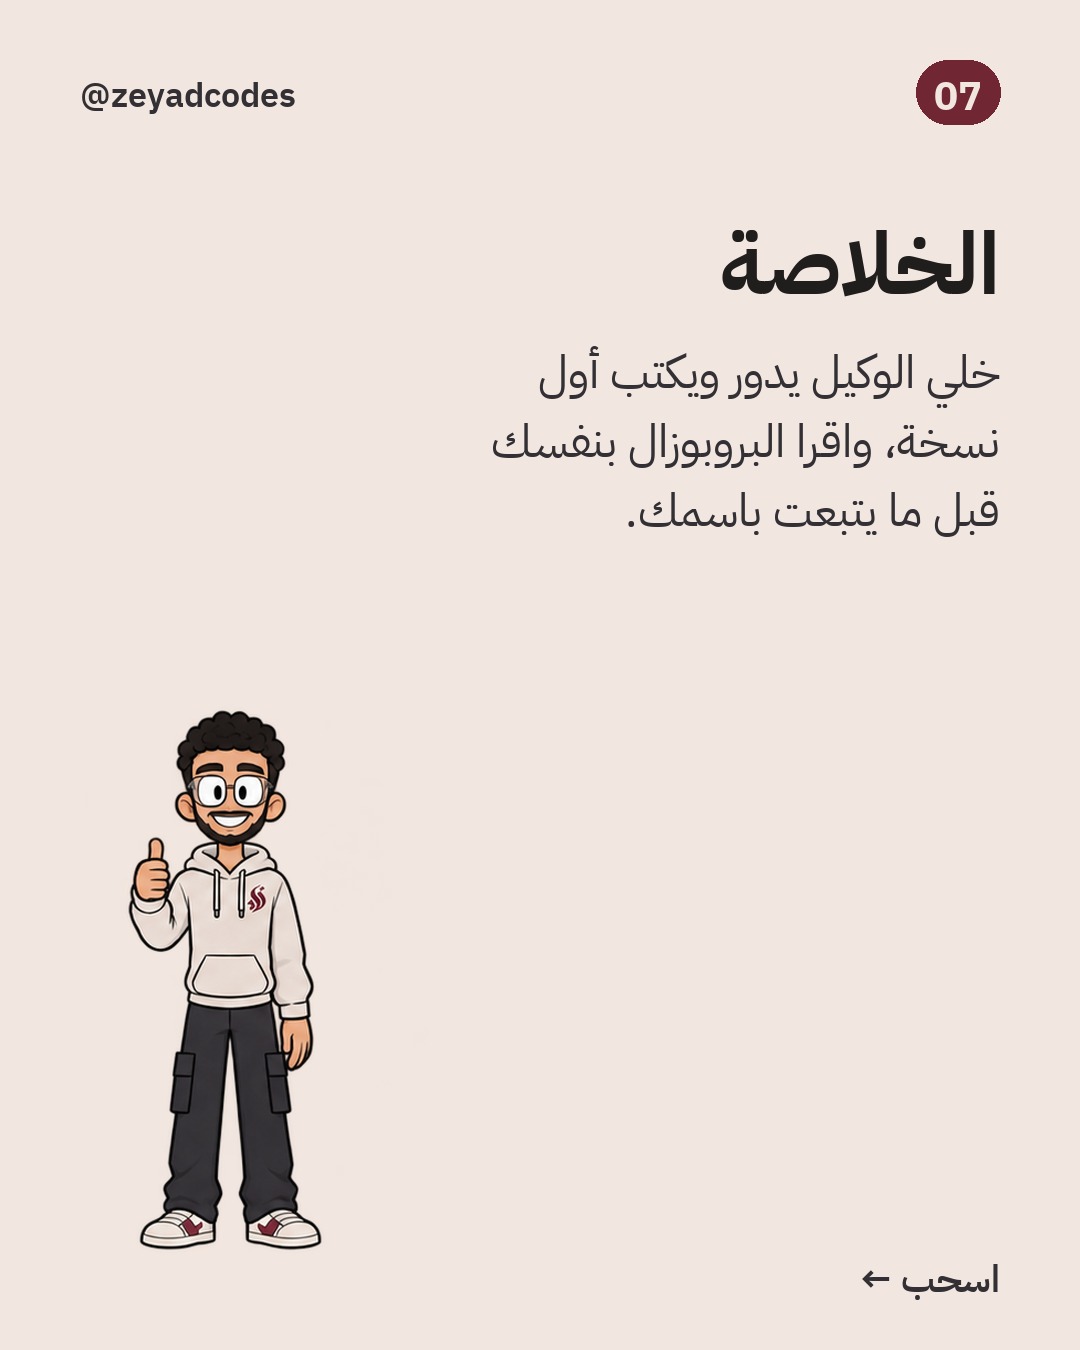 @zeyadcodes
07
الخلاصة
خلي الوكيل يدور ويكتب أول
نسخة، واقرا البروبوزال بنفسك
قبل ما يتبعت باسمك.
اسحب ←